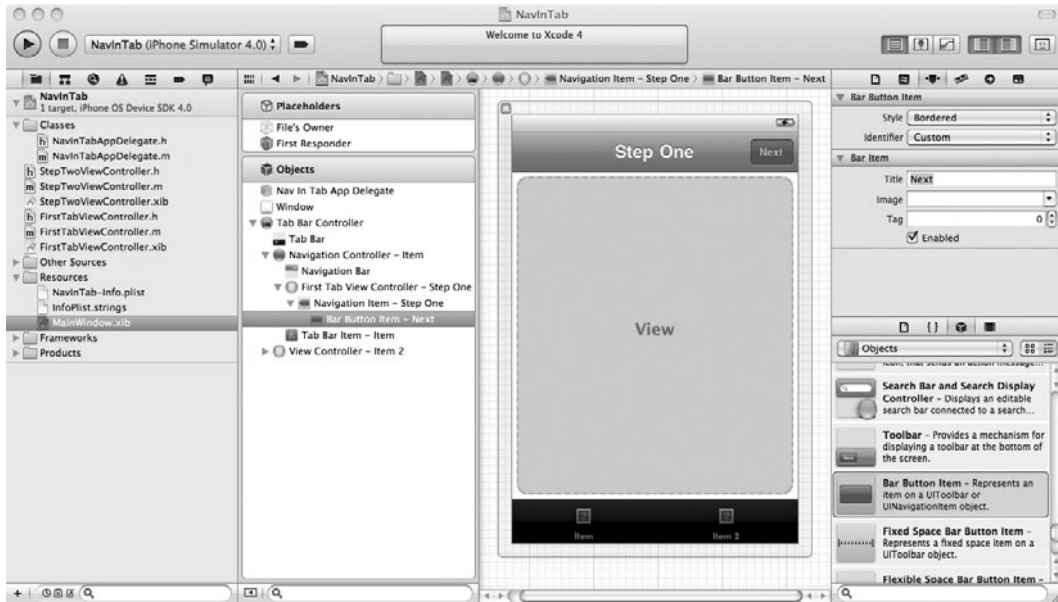 NavInTab
NavInTab (iPhone Simulator 4.0)
Welcome to Xcode 4
NavInTab
Navigation Item – Step One
Bar Button Item – Next
NavInTab
1 target, iPhone OS Device SDK 4.0
Classes
NavInTabAppDelegate.h
NavInTabAppDelegate.m
StepTwoViewController.h
StepTwoViewController.m
StepTwoViewController.xib
FirstTabViewController.h
FirstTabViewController.m
FirstTabViewController.xib
Other Sources
Resources
NavInTab-Info.plist
InfoPlist.strings
MainWindow.xib
Frameworks
Products
Placeholders
File's Owner
First Responder
Objects
Nav In Tab App Delegate
Window
Tab Bar Controller
Tab Bar
Navigation Controller – Item
Navigation Bar
First Tab View Controller – Step One
Navigation Item – Step One
Bar Button Item – Next
Tab Bar Item – Item
View Controller – Item 2
Step One
Next
View
Item
Item 2
Bar Button Item
Style Bordered
Identifier Custom
Bar Item
Title Next
Image
Tag 0
Enabled
{ }
Objects
icon, that sends an action message...
Search Bar and Search Display
Controller – Displays an editable
search bar connected to a search...
Toolbar – Provides a mechanism for
displaying a toolbar at the bottom of
the screen.
Bar Button Item – Represents an
item on a UIToolbar or
UINavigationItem object.
Fixed Space Bar Button Item –
Represents a fixed space item on a
UIToolbar object.
Flexible Space Bar Button Item –